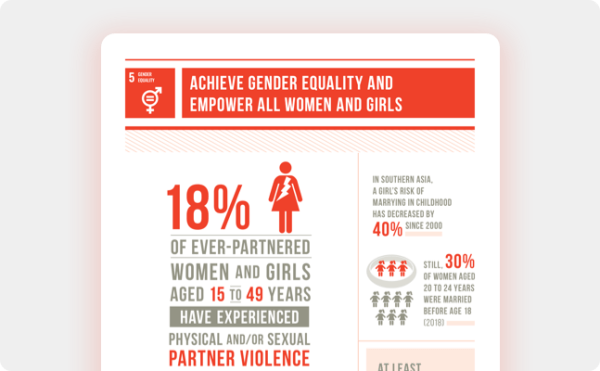 5 GENDER
EQUALITY
ACHIEVE GENDER EQUALITY AND
EMPOWER ALL WOMEN AND GIRLS
18%
OF EVER-PARTNERED
WOMEN AND GIRLS
AGED 15 TO 49 YEARS
HAVE EXPERIENCED
PHYSICAL AND/OR SEXUAL
PARTNER VIOLENCE
IN SOUTHERN ASIA,
A GIRL'S RISK OF
MARRYING IN CHILDHOOD
HAS DECREASED BY
40% SINCE 2000
STILL, 30%
OF WOMEN AGED
20 TO 24 YEARS
WERE MARRIED
BEFORE AGE 18
(2018)
AT LEAST